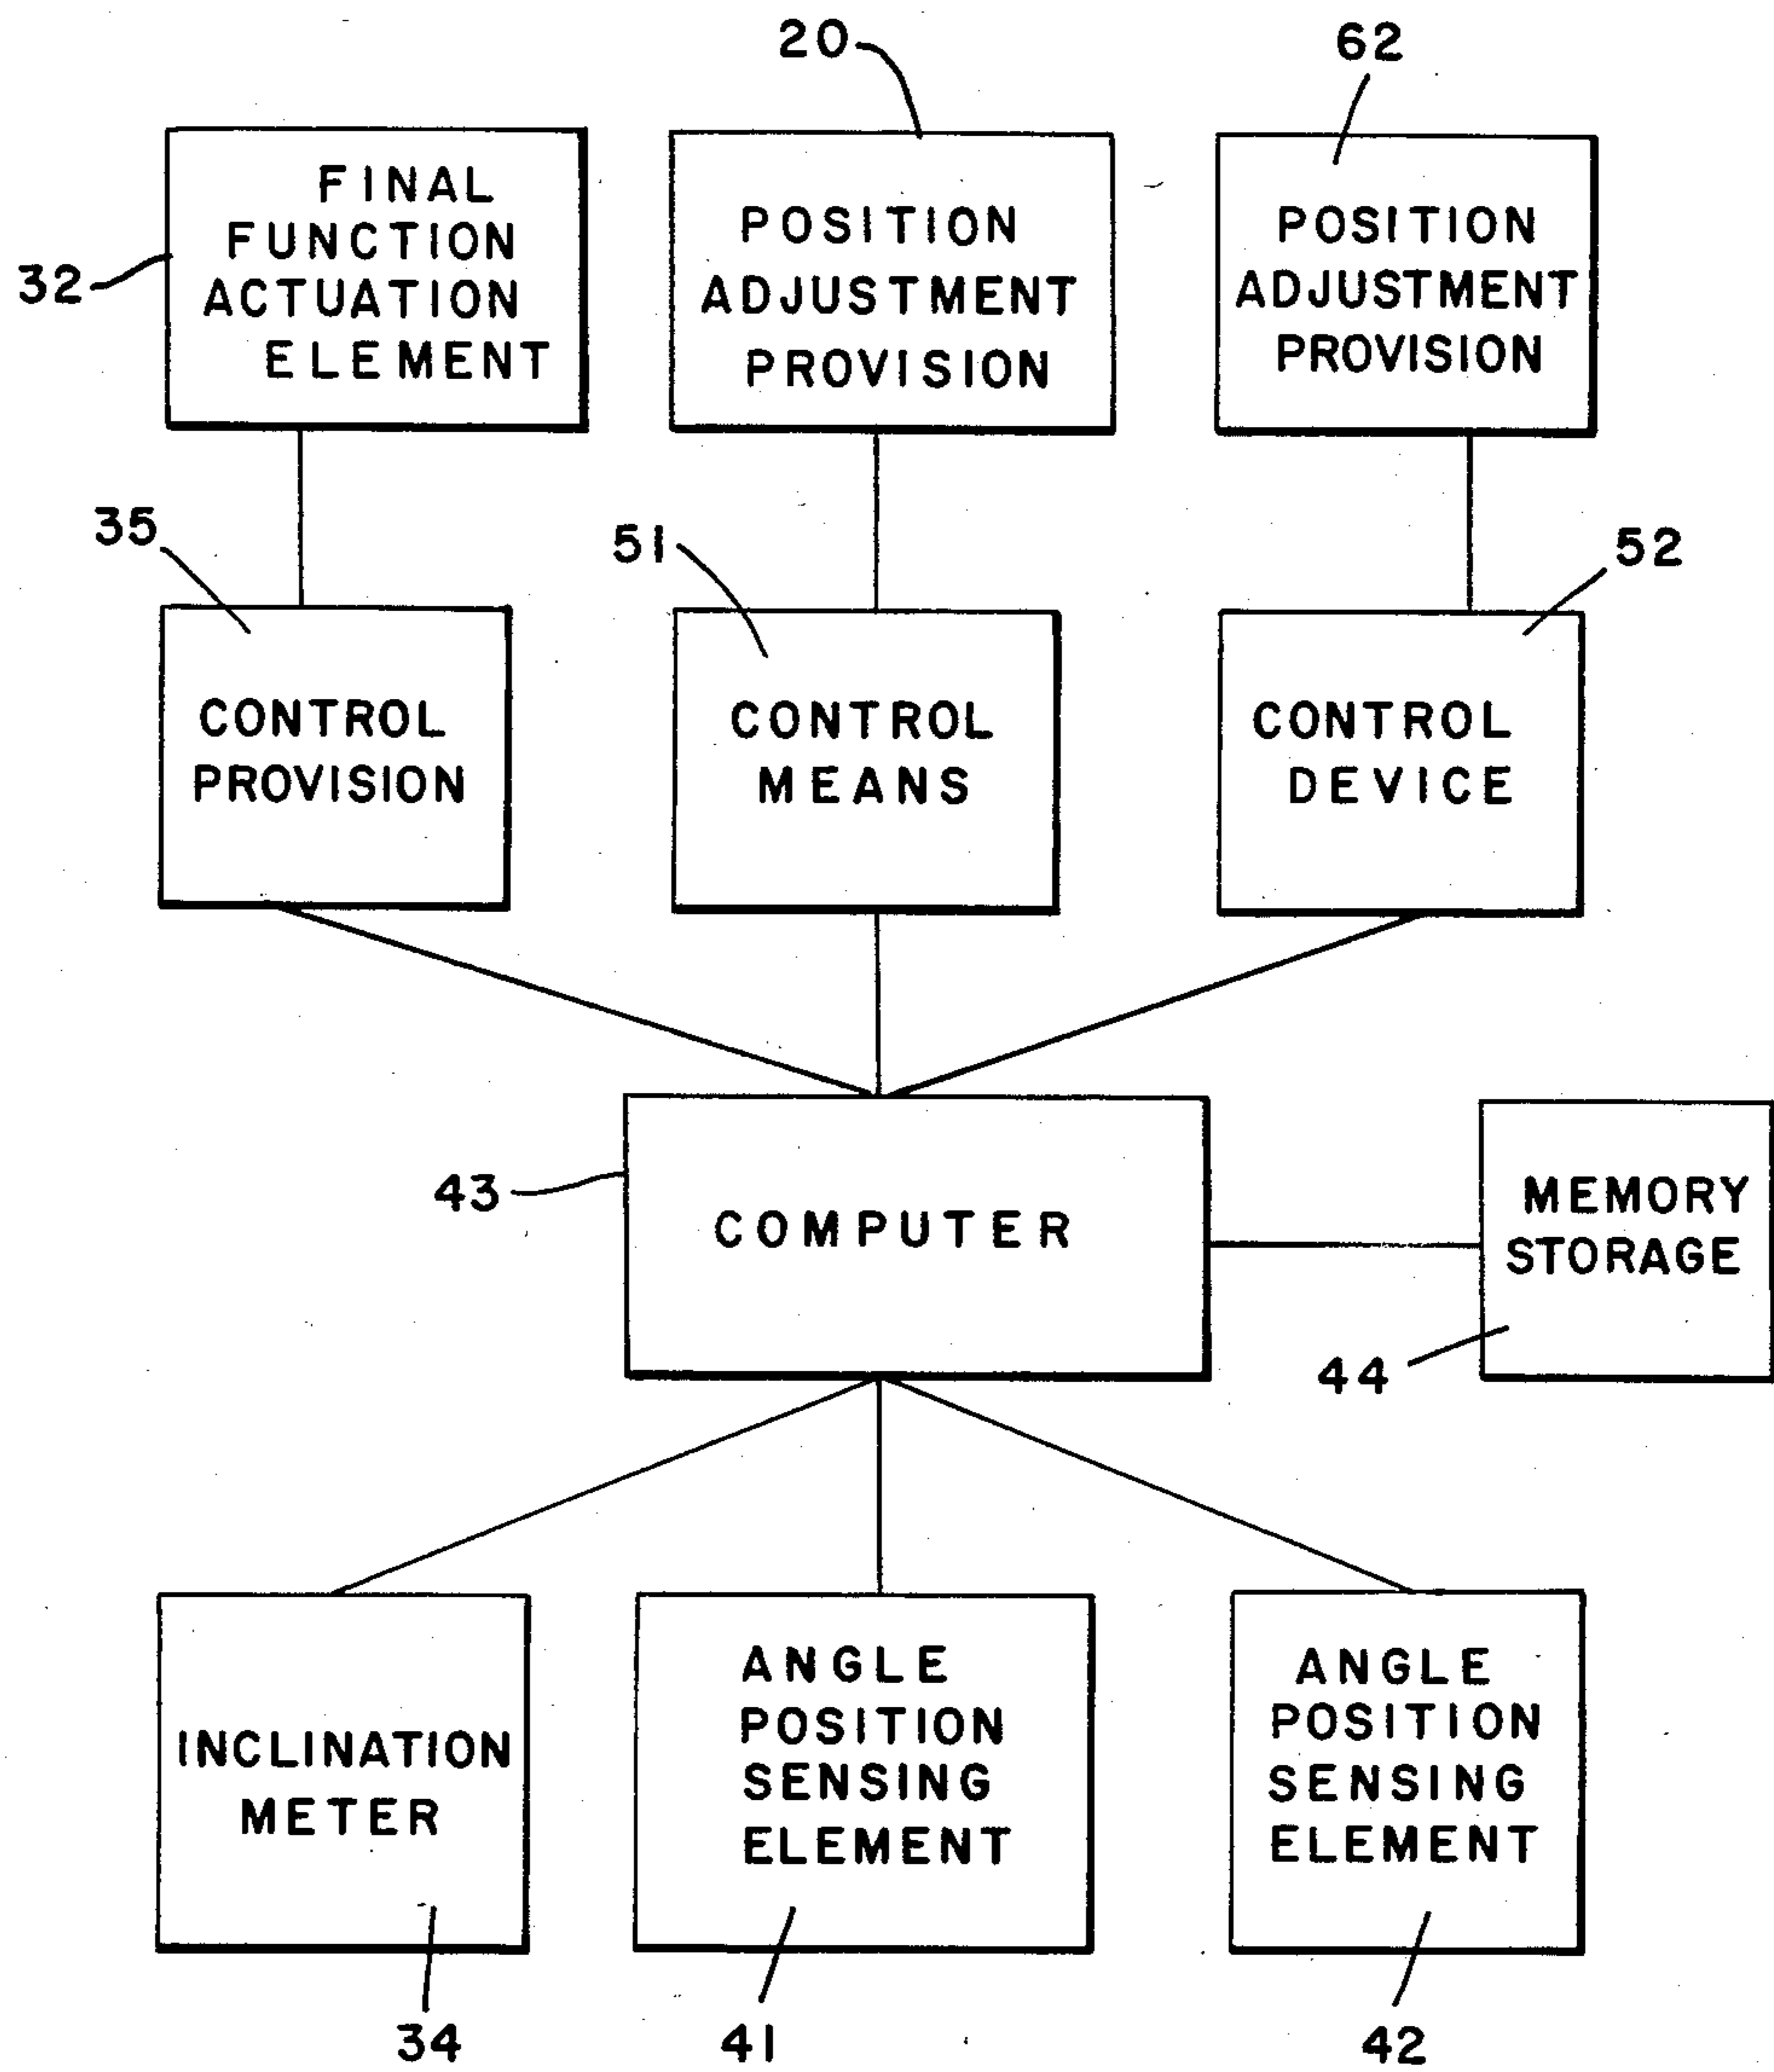 20
62
FINAL
FUNCTION
ACTUATION
ELEMENT
32
POSITION
ADJUSTMENT
PROVISION
POSITION
ADJUSTMENT
PROVISION
35
51
52
CONTROL
PROVISION
CONTROL
MEANS
CONTROL
DEVICE
43
COMPUTER
MEMORY
STORAGE
44
INCLINATION
METER
ANGLE
POSITION
SENSING
ELEMENT
ANGLE
POSITION
SENSING
ELEMENT
34
41
42